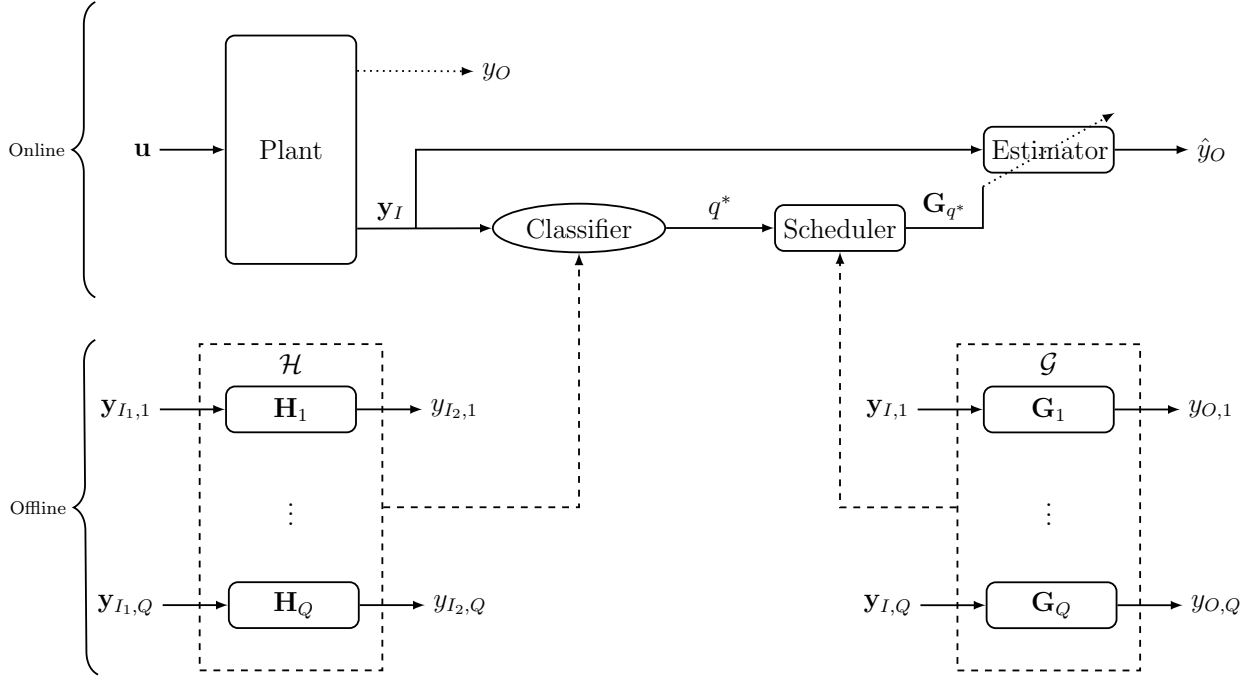 y_O
Online
u
Plant
Estimator
ŷ_O
y_I
Classifier
q*
Scheduler
G_{q*}
ℋ
𝒢
y_{I_1,1}
H_1
y_{I_2,1}
y_{I,1}
G_1
y_{O,1}
Offline
⋮
⋮
y_{I_1,Q}
H_Q
y_{I_2,Q}
y_{I,Q}
G_Q
y_{O,Q}